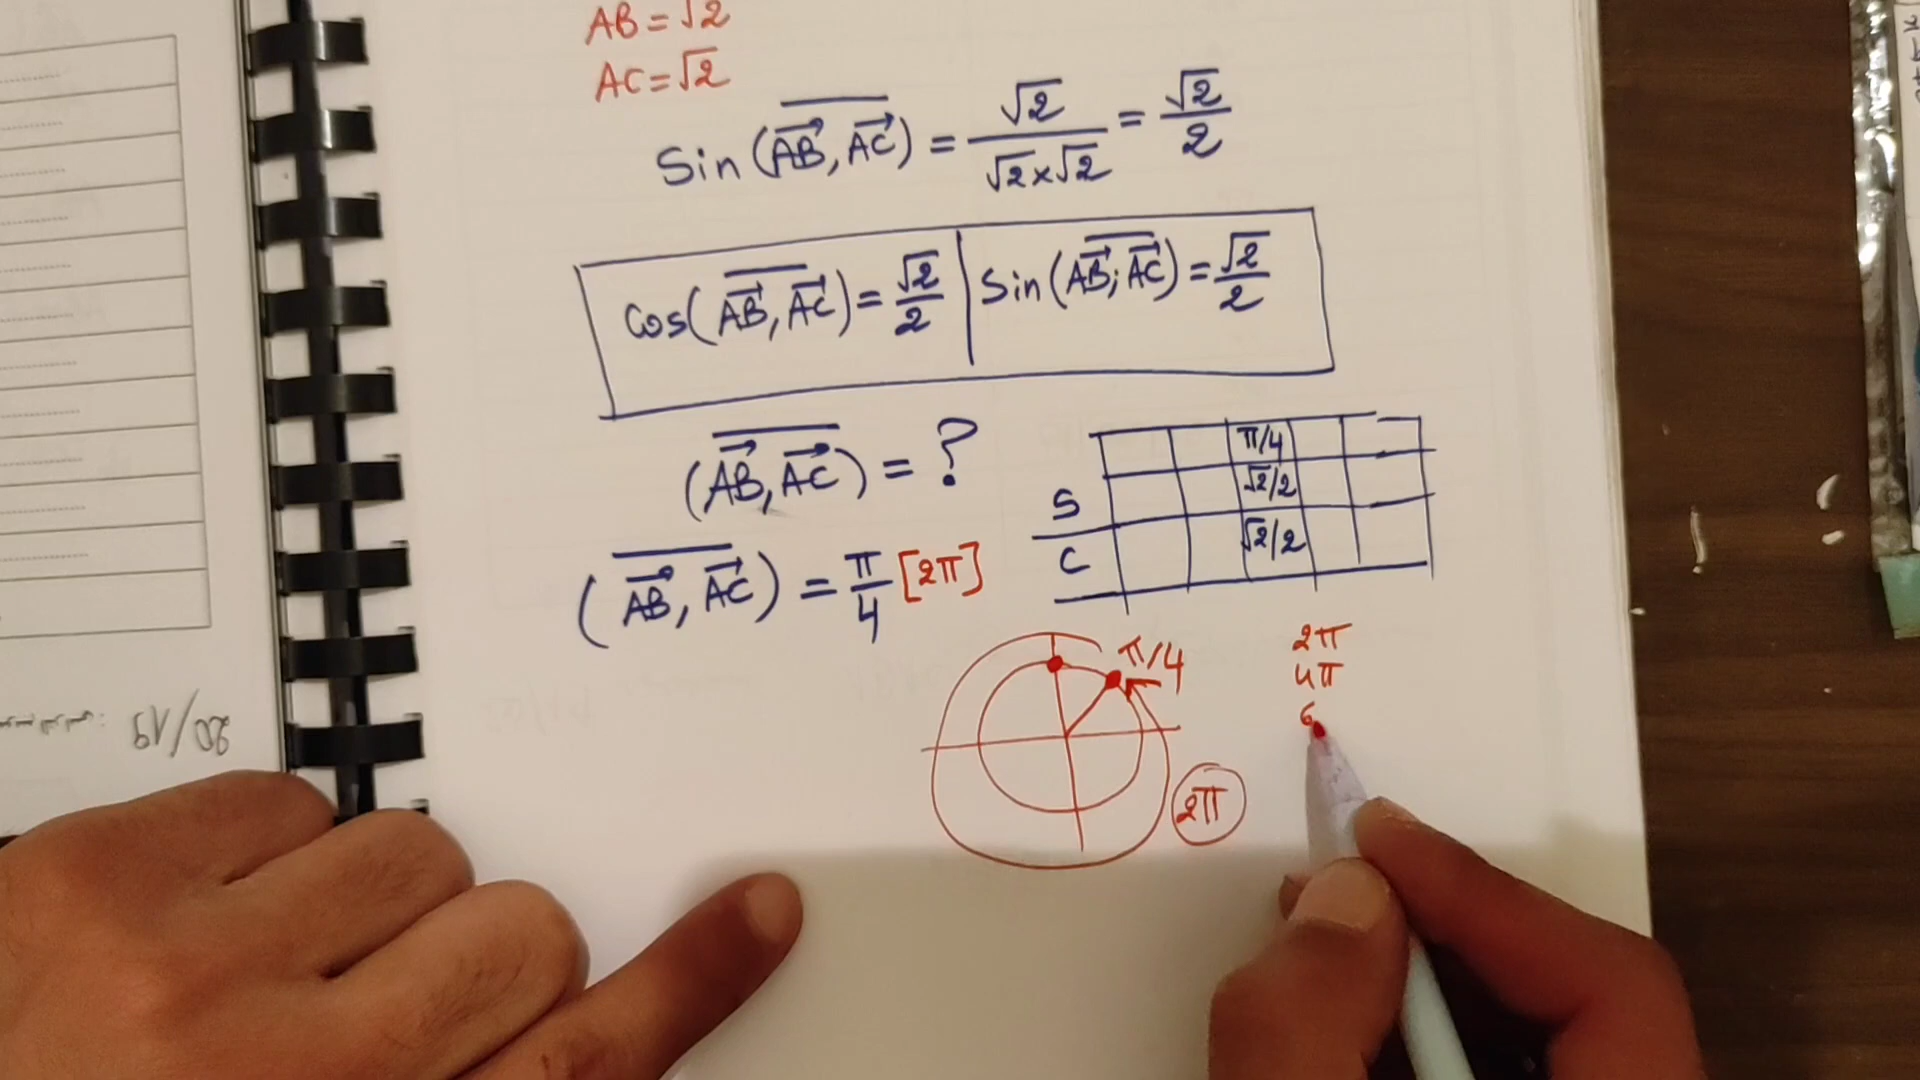 AB = √2
AC = √2
Sin (AB, AC) = √2 / √2 x √2 = √2 / 2
Cos (AB, AC) = √2 / 2 | Sin (AB; AC) = √2 / 2
(AB, AC) = ?
π/4
S √2/2
C √2/2
(AB, AC) = π / 4 [2π]
π/4
2π
4π
6
2π
20/19